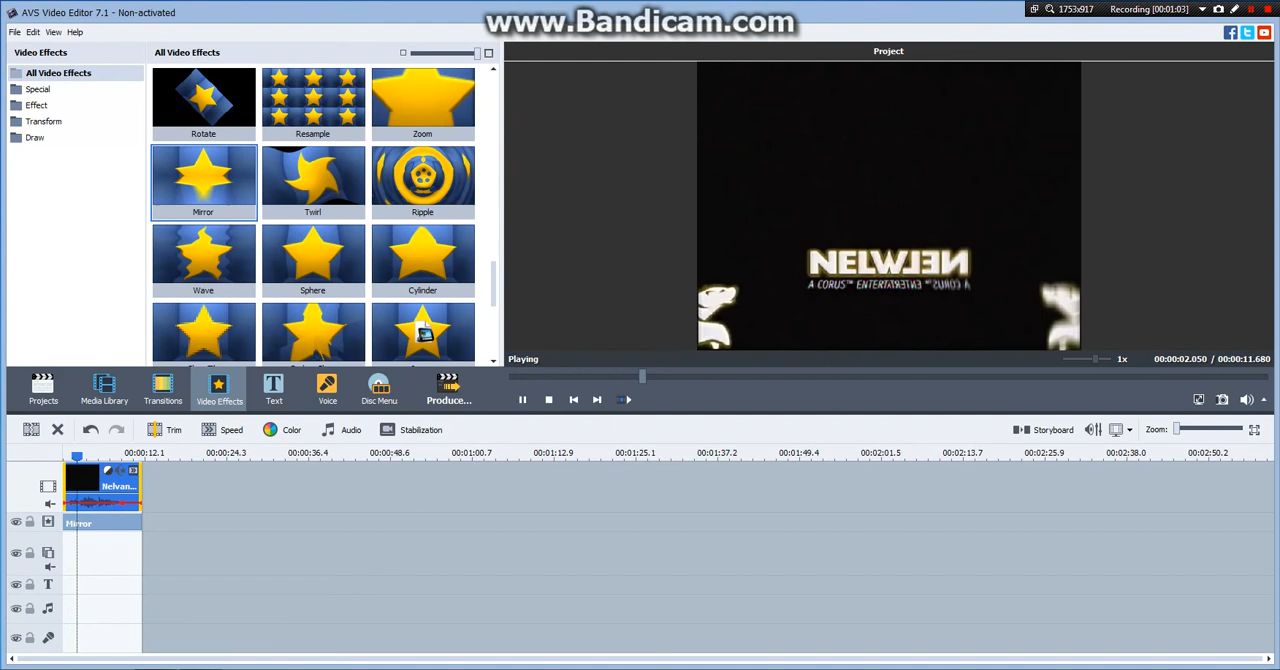 AVS Video Editor 7.1 - Non-activated
www.Bandicam.com
1753x917 Recording [00:01:03]
File Edit View Help
Video Effects
All Video Effects
Project
All Video Effects
Special
Effect
Transform
Draw
Rotate Resample Zoom
Mirror Twirl Ripple
Wave Sphere Cylinder
A CORUS™
Playing 1x 00:00:02.050 / 00:00:11.680
Projects Media Library Transitions Video Effects Text Voice Disc Menu Produce...
Trim Speed Color Audio Stabilization Storyboard Zoom:
00:00:12.1 00:00:24.3 00:00:36.4 00:00:48.6 00:01:00.7 00:01:12.9 00:01:25.1 00:01:37.2 00:01:49.4 00:02:01.5 00:02:13.7 00:02:25.9 00:02:38.0 00:02:50.2
Nelvan...
Mirror